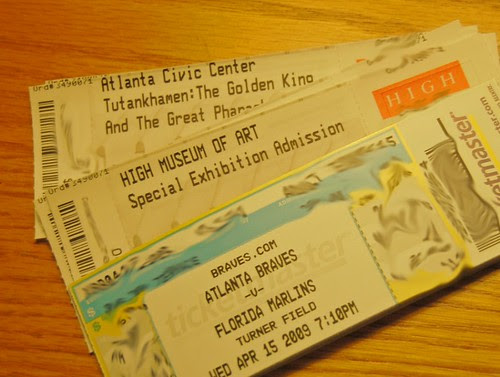 Atlanta Civic Center
Tutankhamen:The Golden King
And The Great Phara
HIGH
HIGH MUSEUM OF ART
Special Exhibition Admission
BRAVES.COM
ATLANTA BRAVES
-v-
FLORIDA MARLINS
TURNER FIELD
WED APR 15 2009 7:10PM
ticketmaster